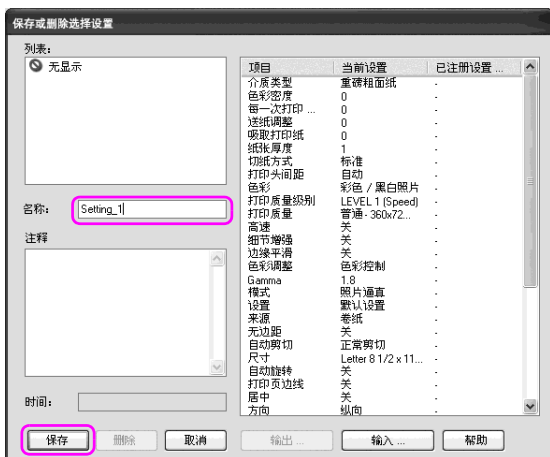 保存或删除选择设置
列表：
无显示
名称： Setting_1
注释
时间：
项目 当前设置 已注册设置 ...
介质类型 重磅粗面纸 -
色彩密度 0 -
每一次打印 ... 0 -
送纸调整 0 -
吸取打印纸 0 -
纸张厚度 1 -
切纸方式 标准 -
打印头间距 自动 -
色彩 彩色 / 黑白照片 -
打印质量级别 LEVEL 1 (Speed) -
打印质量 普通 - 360x72... -
高速 关 -
细节增强 关 -
边缘平滑 关 -
色彩调整 色彩控制 -
Gamma 1.8 -
模式 照片逼真 -
设置 默认设置 -
来源 卷纸 -
无边距 关 -
自动剪切 正常剪切 -
尺寸 Letter 8 1/2 x 11... -
自动旋转 关 -
打印页边线 关 -
居中 关 -
方向 纵向 -
保存 删除 取消 输出 ... 输入 ... 帮助